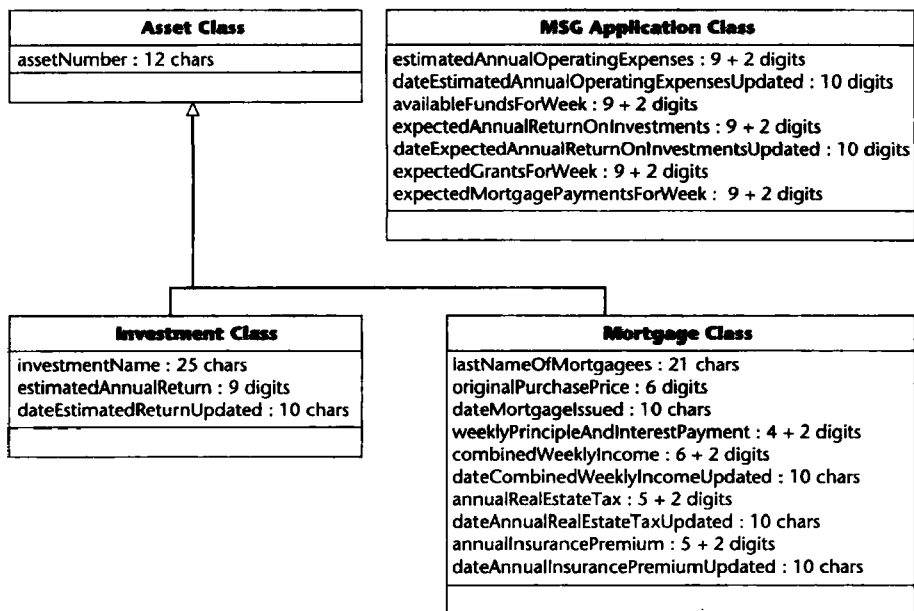 Asset Class
assetNumber : 12 chars
MSG Application Class
estimatedAnnualOperatingExpenses : 9 + 2 digits
dateEstimatedAnnualOperatingExpensesUpdated : 10 digits
availableFundsForWeek : 9 + 2 digits
expectedAnnualReturnOnInvestments : 9 + 2 digits
dateExpectedAnnualReturnOnInvestmentsUpdated : 10 digits
expectedGrantsForWeek : 9 + 2 digits
expectedMortgagePaymentsForWeek : 9 + 2 digits
Investment Class
investmentName : 25 chars
estimatedAnnualReturn : 9 digits
dateEstimatedReturnUpdated : 10 chars
Mortgage Class
lastNameOfMortgagees : 21 chars
originalPurchasePrice : 6 digits
dateMortgageIssued : 10 chars
weeklyPrincipleAndInterestPayment : 4 + 2 digits
combinedWeeklyIncome : 6 + 2 digits
dateCombinedWeeklyIncomeUpdated : 10 chars
annualRealEstateTax : 5 + 2 digits
dateAnnualRealEstateTaxUpdated : 10 chars
annualInsurancePremium : 5 + 2 digits
dateAnnualInsurancePremiumUpdated : 10 chars